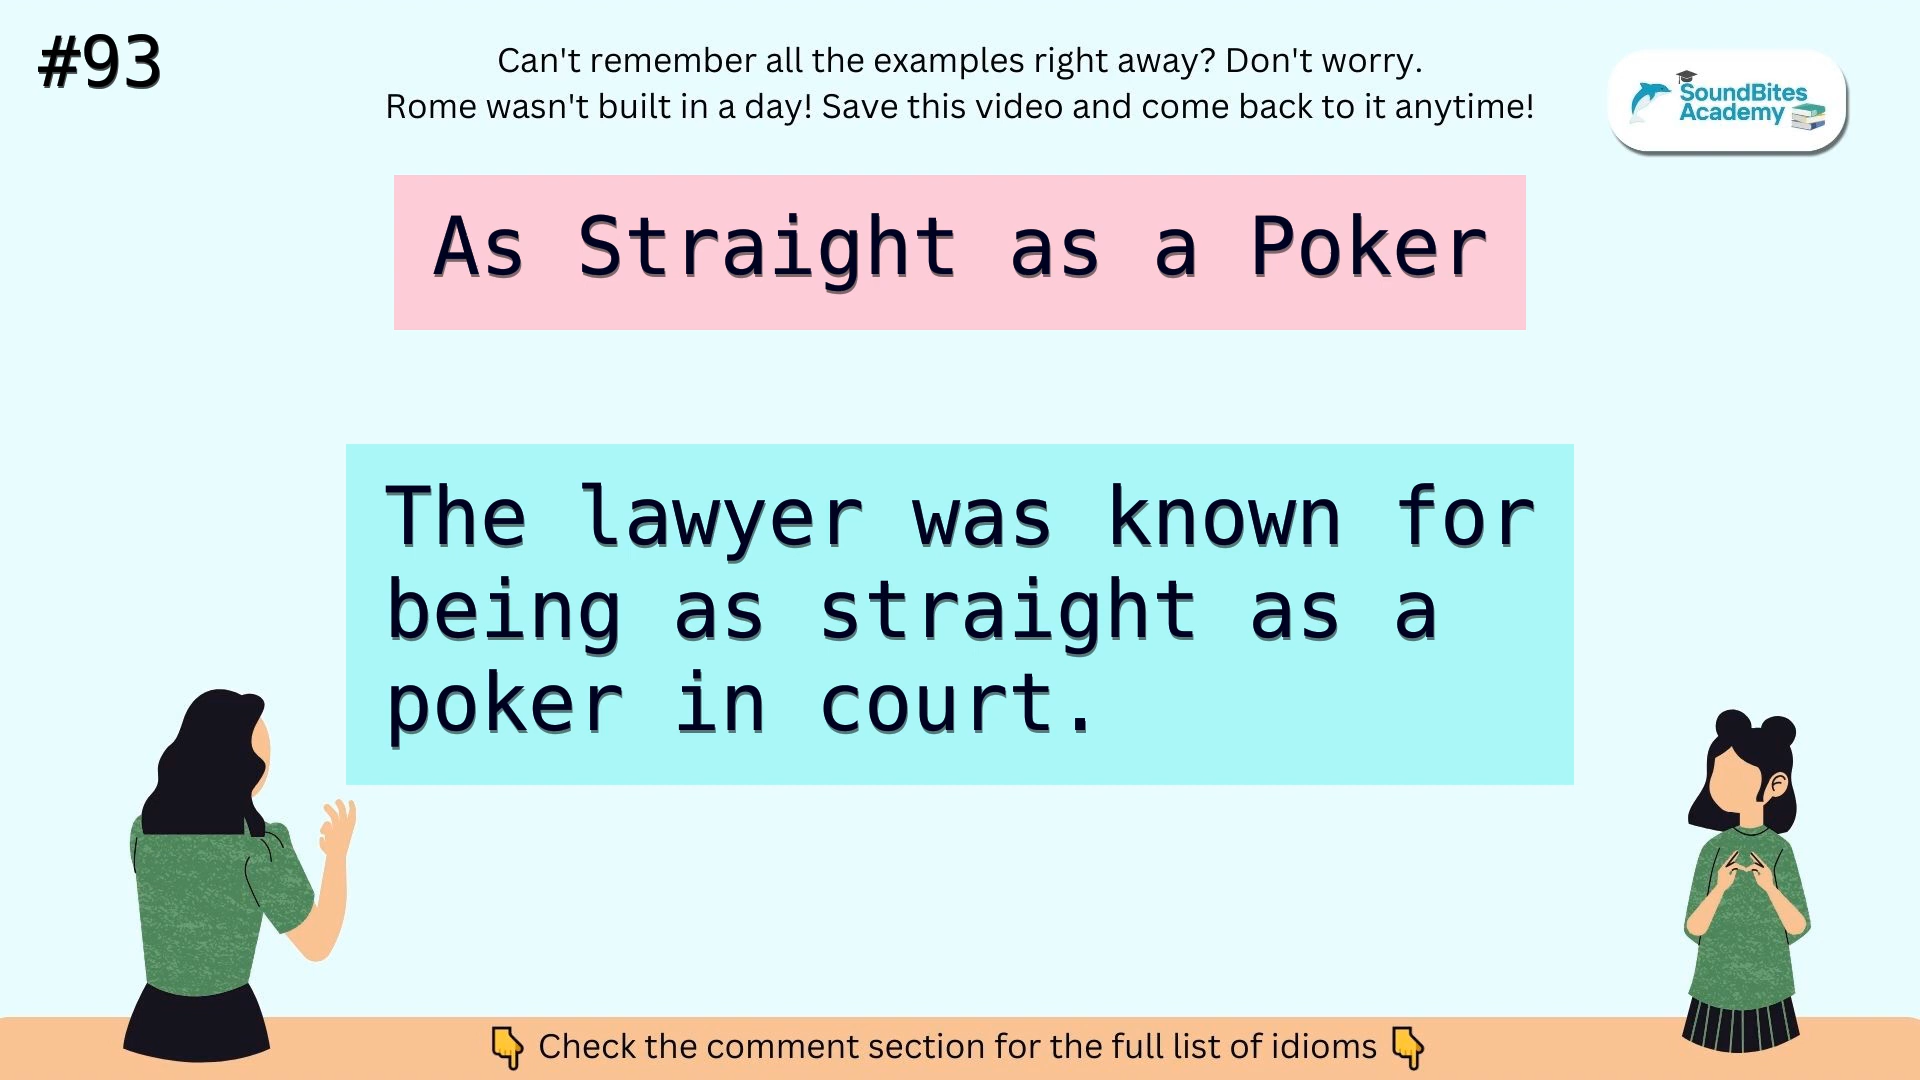 #93
Can't remember all the examples right away? Don't worry.
Rome wasn't built in a day! Save this video and come back to it anytime!
SoundBites
Academy
As Straight as a Poker
The lawyer was known for
being as straight as a
poker in court.
👇 Check the comment section for the full list of idioms 👇